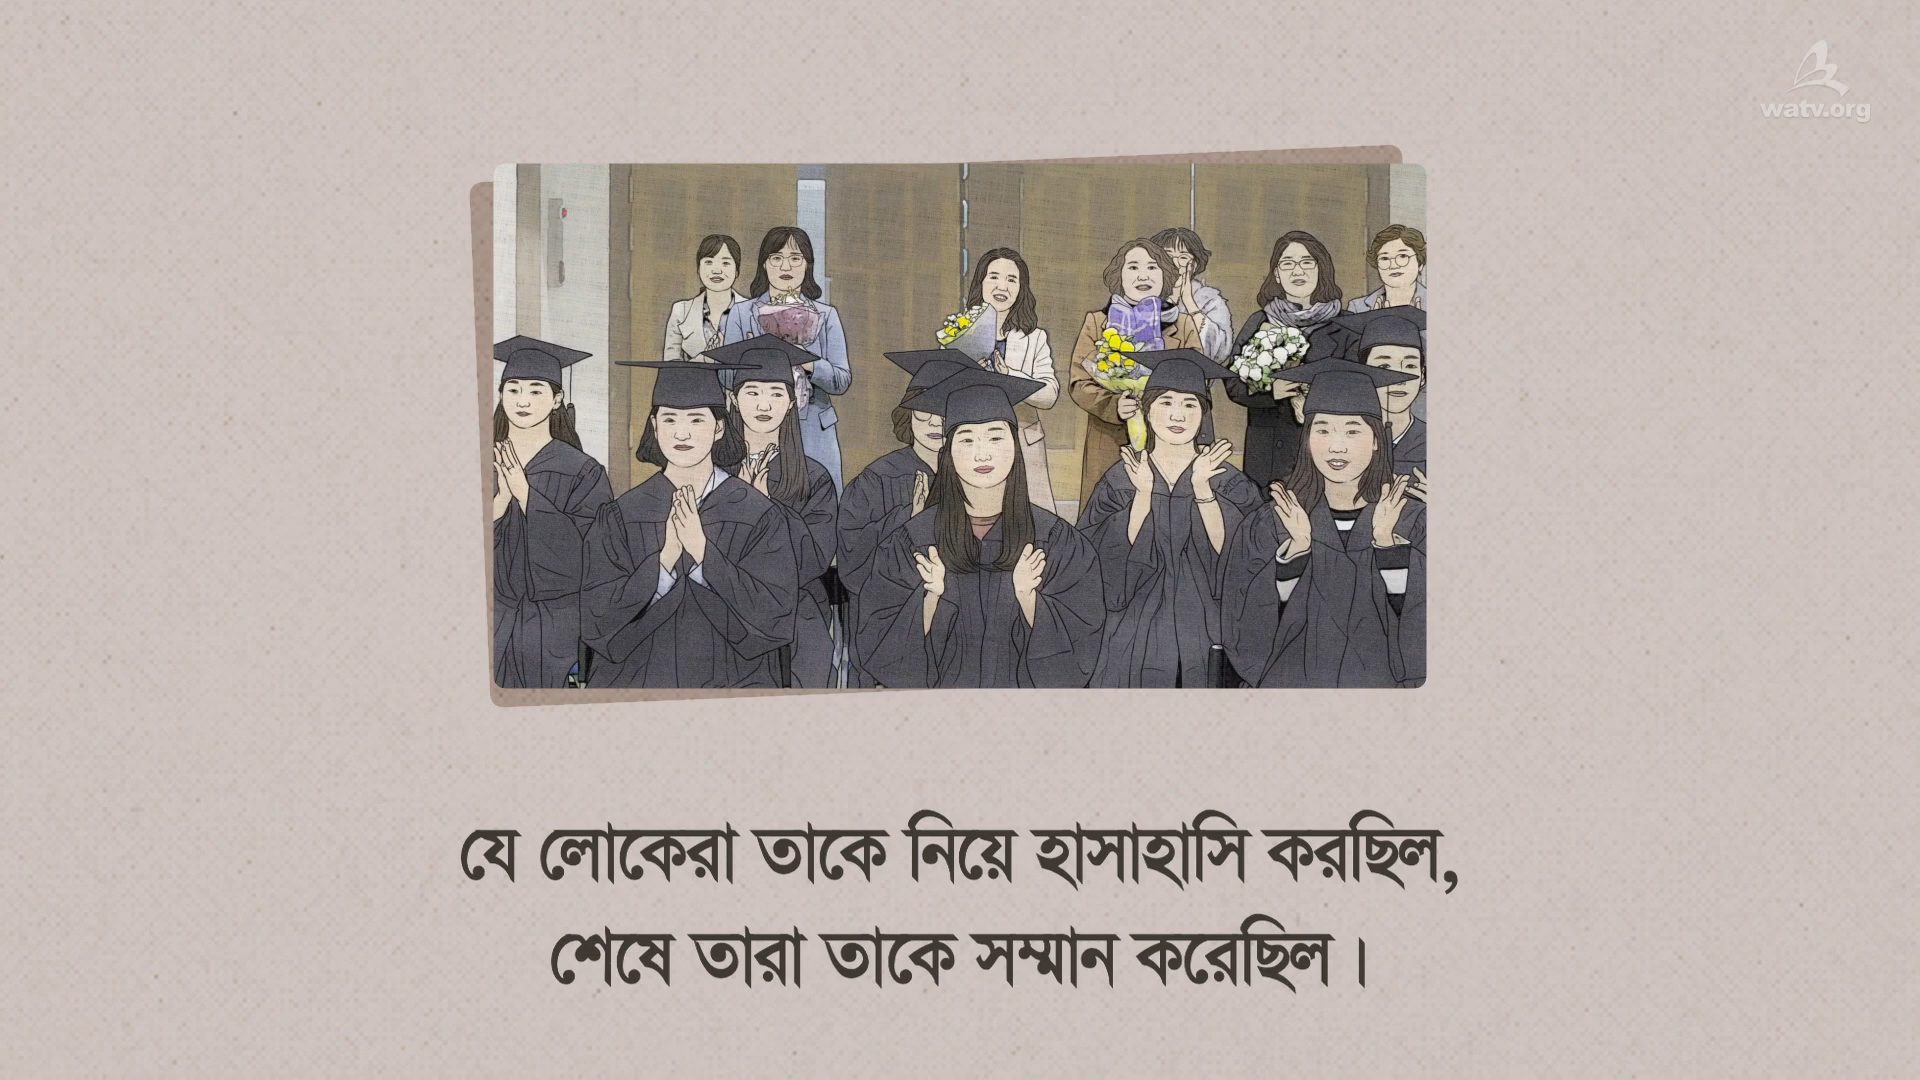 watv.org
যে লোকেরা তাকে নিয়ে হাসাহাসি করছিল,
শেষে তারা তাকে সম্মান করেছিল।